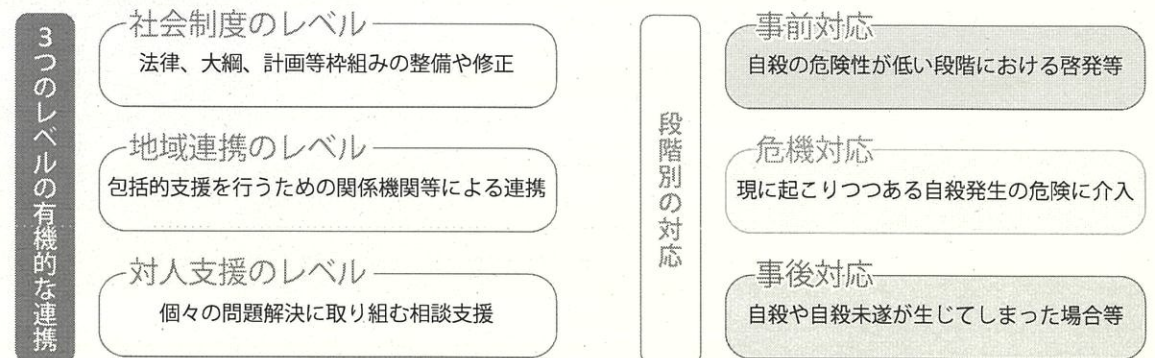 3つのレベルの有機的な連携
社会制度のレベル
法律、大綱、計画等枠組みの整備や修正
地域連携のレベル
包括的支援を行うための関係機関等による連携
対人支援のレベル
個々の問題解決に取り組む相談支援
段階別の対応
事前対応
自殺の危険性が低い段階における啓発等
危機対応
現に起こりつつある自殺発生の危険に介入
事後対応
自殺や自殺未遂が生じてしまった場合等